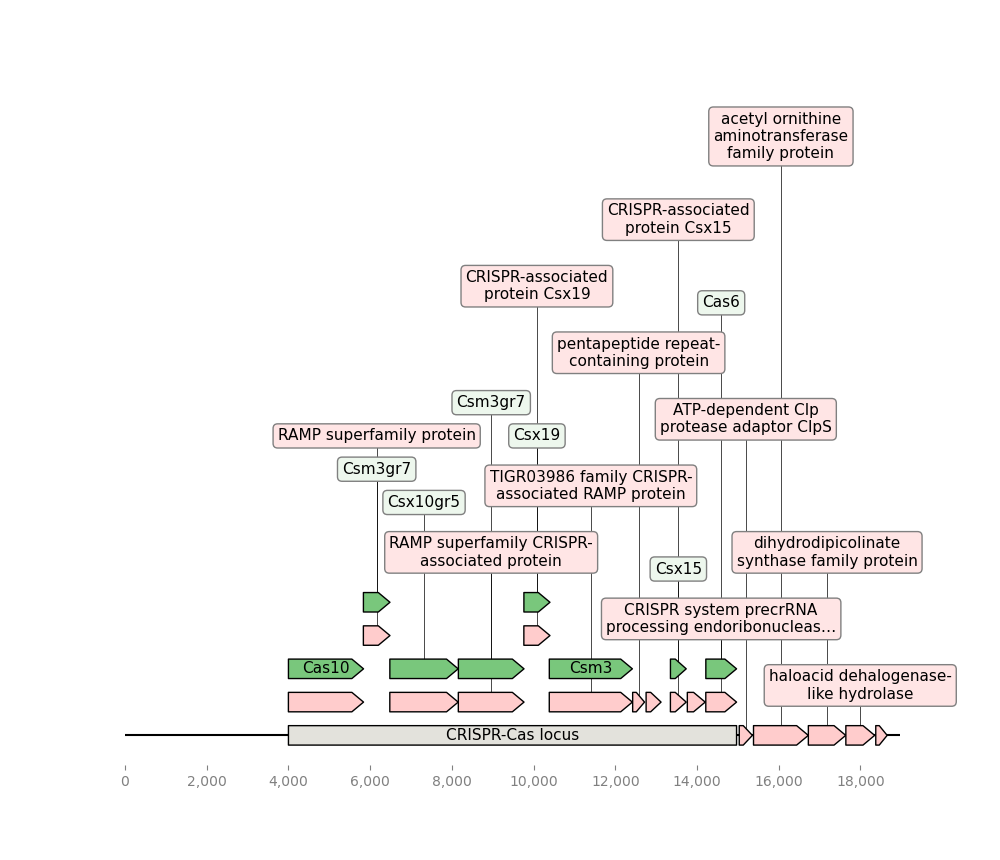 acetyl ornithine
aminotransferase
family protein
CRISPR-associated
protein Csx15
CRISPR-associated
protein Csx19
Cas6
pentapeptide repeat-
containing protein
Csm3gr7
ATP-dependent Clp
protease adaptor ClpS
RAMP superfamily protein
Csx19
Csm3gr7
TIGR03986 family CRISPR-
associated RAMP protein
Csx10gr5
RAMP superfamily CRISPR-
associated protein
dihydrodipicolinate
synthase family protein
Csx15
CRISPR system precrRNA
processing endoribonucleas...
Cas10
Csm3
haloacid dehalogenase-
like hydrolase
CRISPR-Cas locus
0 2,000 4,000 6,000 8,000 10,000 12,000 14,000 16,000 18,000